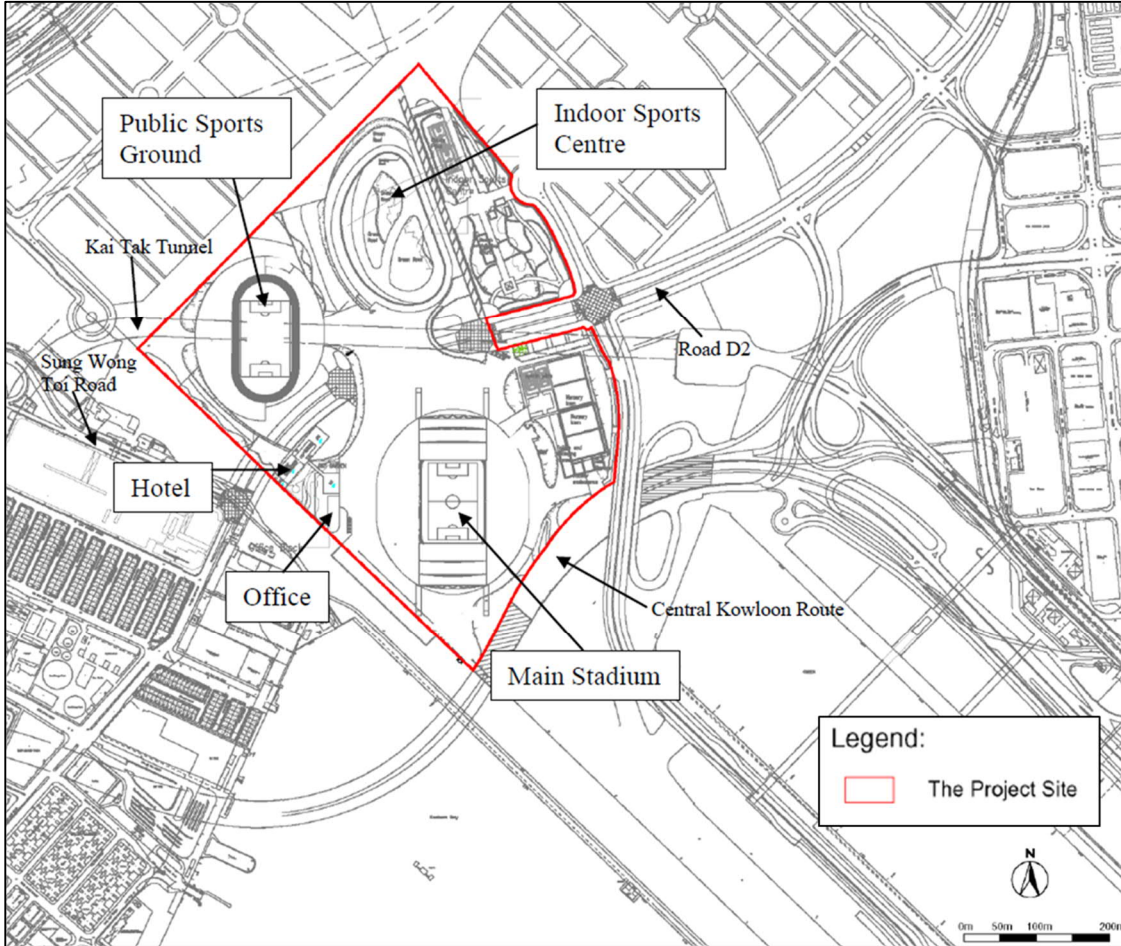 Public Sports
Ground
Indoor Sports
Centre
Kai Tak Tunnel
Sung Wong
Toi Road
Road D2
Hotel
Office
Central Kowloon Route
Main Stadium
Legend:
The Project Site
N
0m 50m 100m 200m